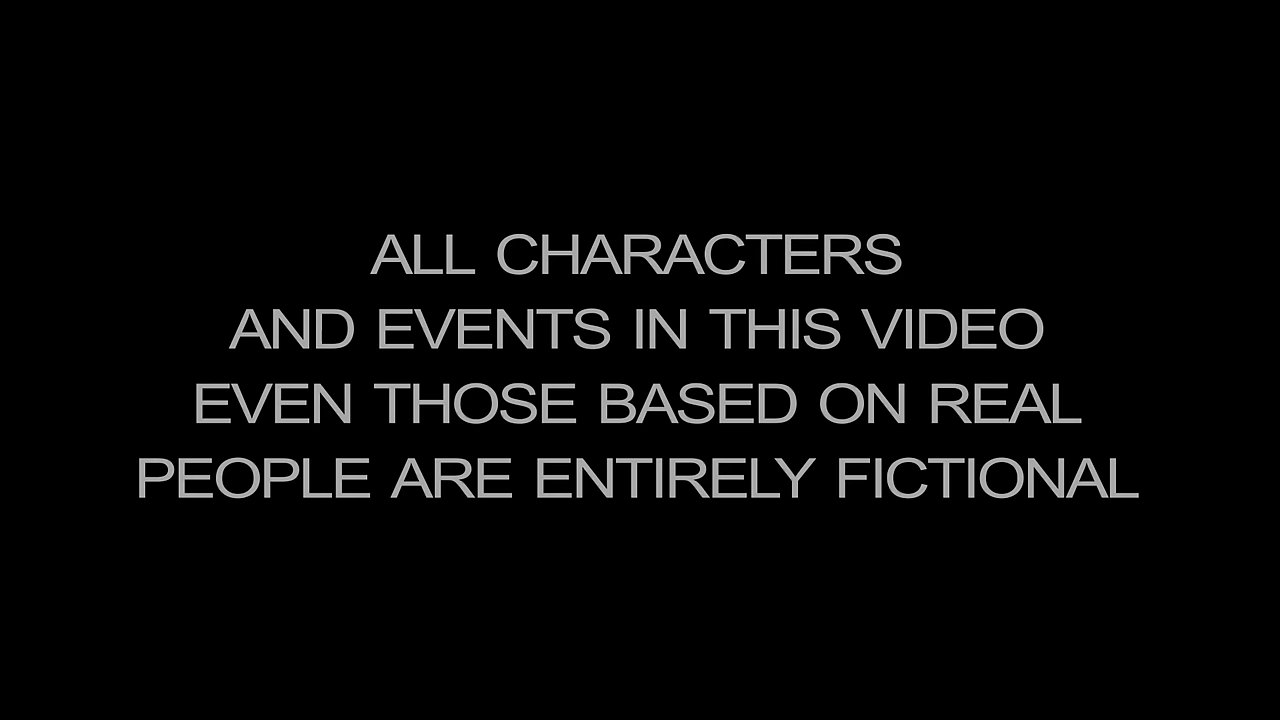 ALL CHARACTERS
AND EVENTS IN THIS VIDEO
EVEN THOSE BASED ON REAL
PEOPLE ARE ENTIRELY FICTIONAL